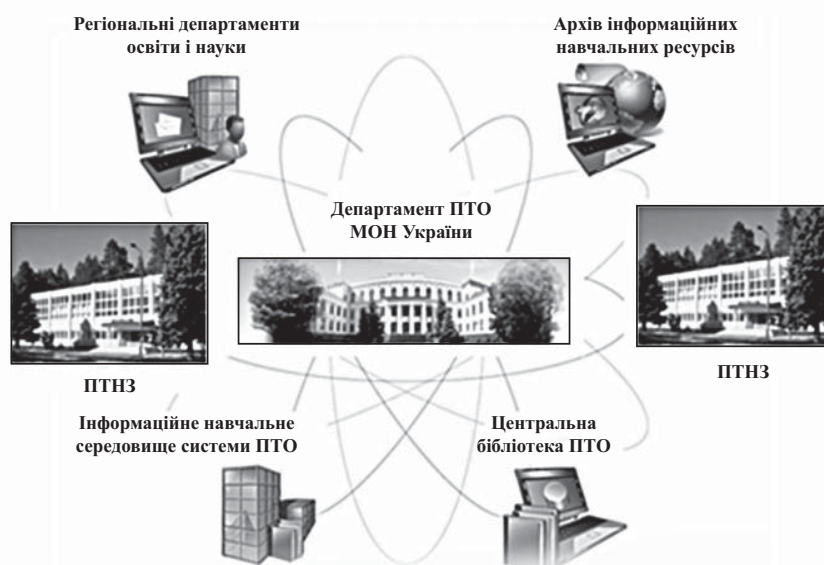 Регіональні департаменти
освіти і науки
Архів інформаційних
навчальних ресурсів
Департамент ПТО
МОН України
ПТНЗ
ПТНЗ
Інформаційне навчальне
середовище системи ПТО
Центральна
бібліотека ПТО